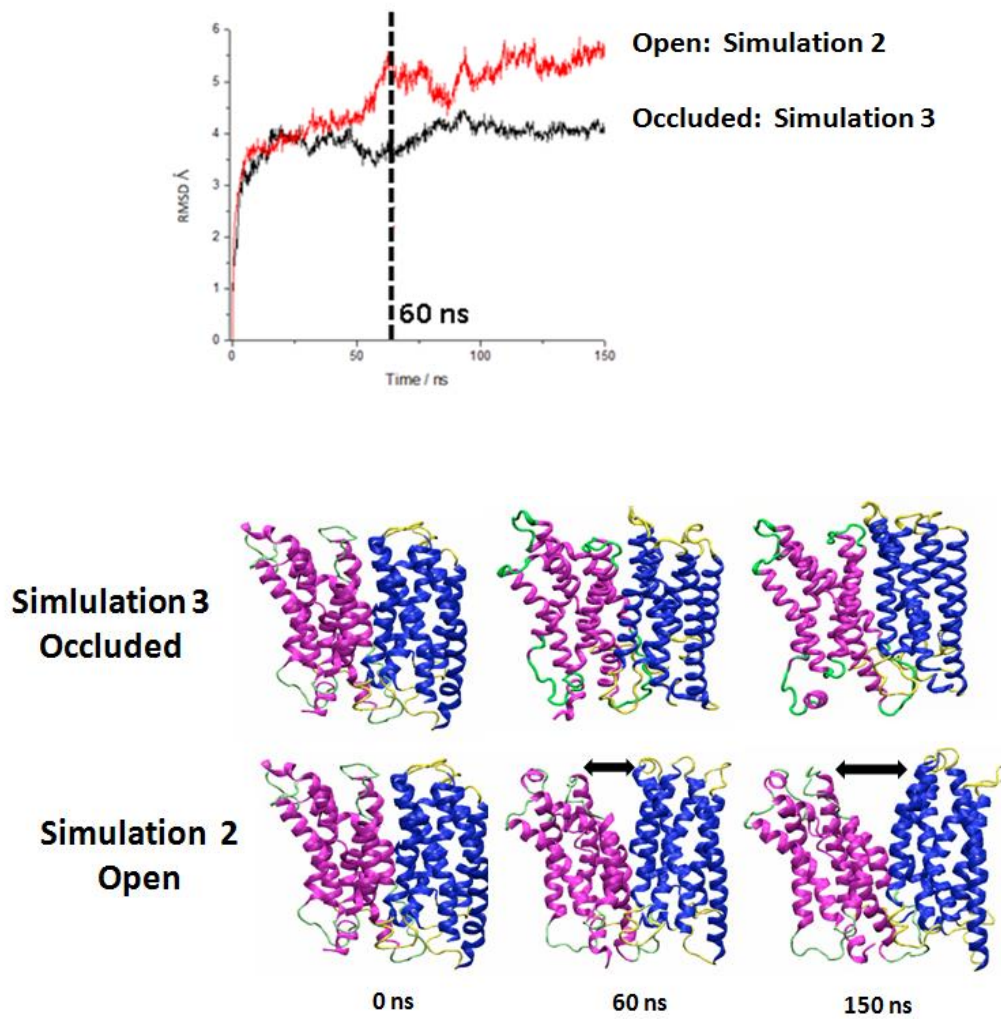 6
Open: Simulation 2
5
Occluded: Simulation 3
4
RMSD Å
3
2
1
60 ns
0
0
50
100
150
Time / ns
Simlulation 3
Occluded
Simulation 2
Open
0 ns
60 ns
150 ns